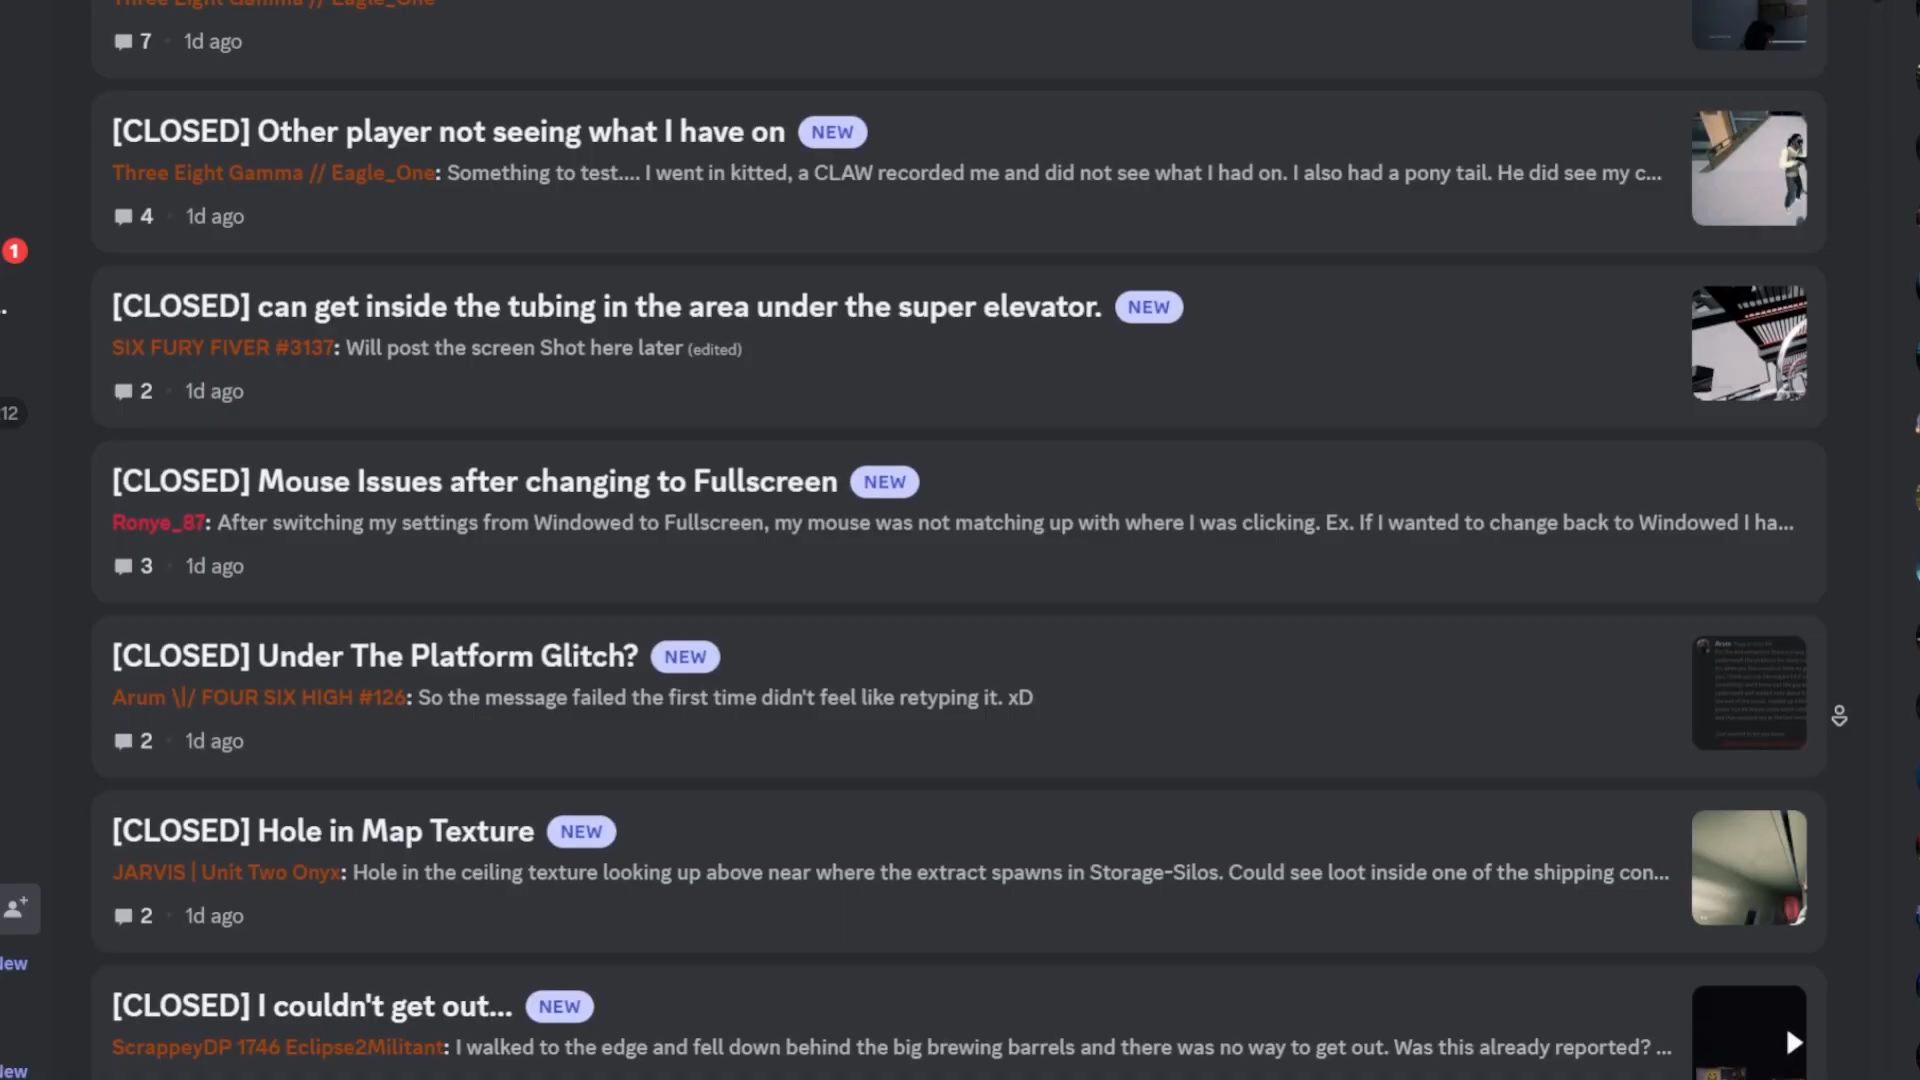 Three Eight Gamma // Eagle_One
7 1d ago
[CLOSED] Other player not seeing what I have on NEW
Three Eight Gamma // Eagle_One: Something to test.... I went in kitted, a CLAW recorded me and did not see what I had on. I also had a pony tail. He did see my c...
4 1d ago
1
[CLOSED] can get inside the tubing in the area under the super elevator. NEW
SIX FURY FIVER #3137: Will post the screen Shot here later (edited)
2 1d ago
12
[CLOSED] Mouse Issues after changing to Fullscreen NEW
Ronye_87: After switching my settings from Windowed to Fullscreen, my mouse was not matching up with where I was clicking. Ex. If I wanted to change back to Windowed I ha...
3 1d ago
[CLOSED] Under The Platform Glitch? NEW
Arum \|/ FOUR SIX HIGH #126: So the message failed the first time didn't feel like retyping it. xD
2 1d ago
Arum
[CLOSED] Hole in Map Texture NEW
JARVIS | Unit Two Onyx: Hole in the ceiling texture looking up above near where the extract spawns in Storage-Silos. Could see loot inside one of the shipping con...
2 1d ago
New
[CLOSED] I couldn't get out... NEW
ScrappeyDP 1746 Eclipse2Militant: I walked to the edge and fell down behind the big brewing barrels and there was no way to get out. Was this already reported? ...
New